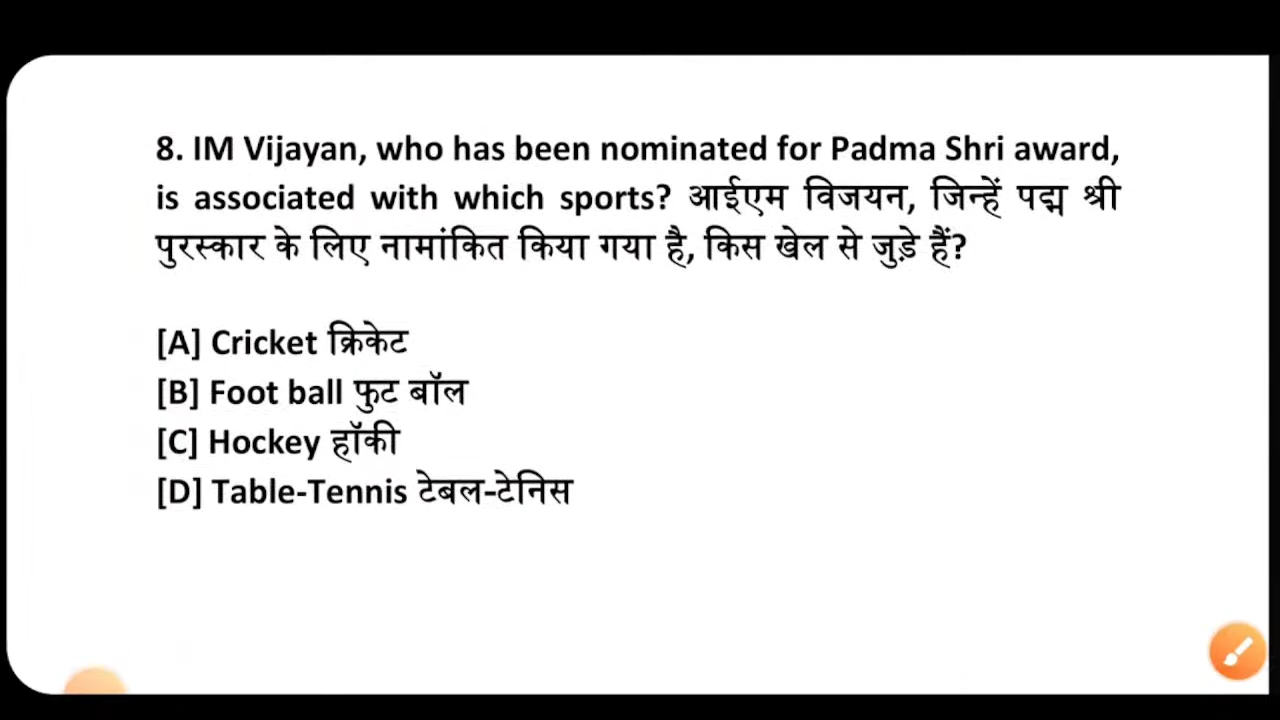 8. IM Vijayan, who has been nominated for Padma Shri award,
is associated with which sports? आईएम विजयन, जिन्हें पद्म श्री
पुरस्कार के लिए नामांकित किया गया है, किस खेल से जुड़े हैं?
[A] Cricket क्रिकेट
[B] Foot ball फुट बॉल
[C] Hockey हॉकी
[D] Table-Tennis टेबल-टेनिस